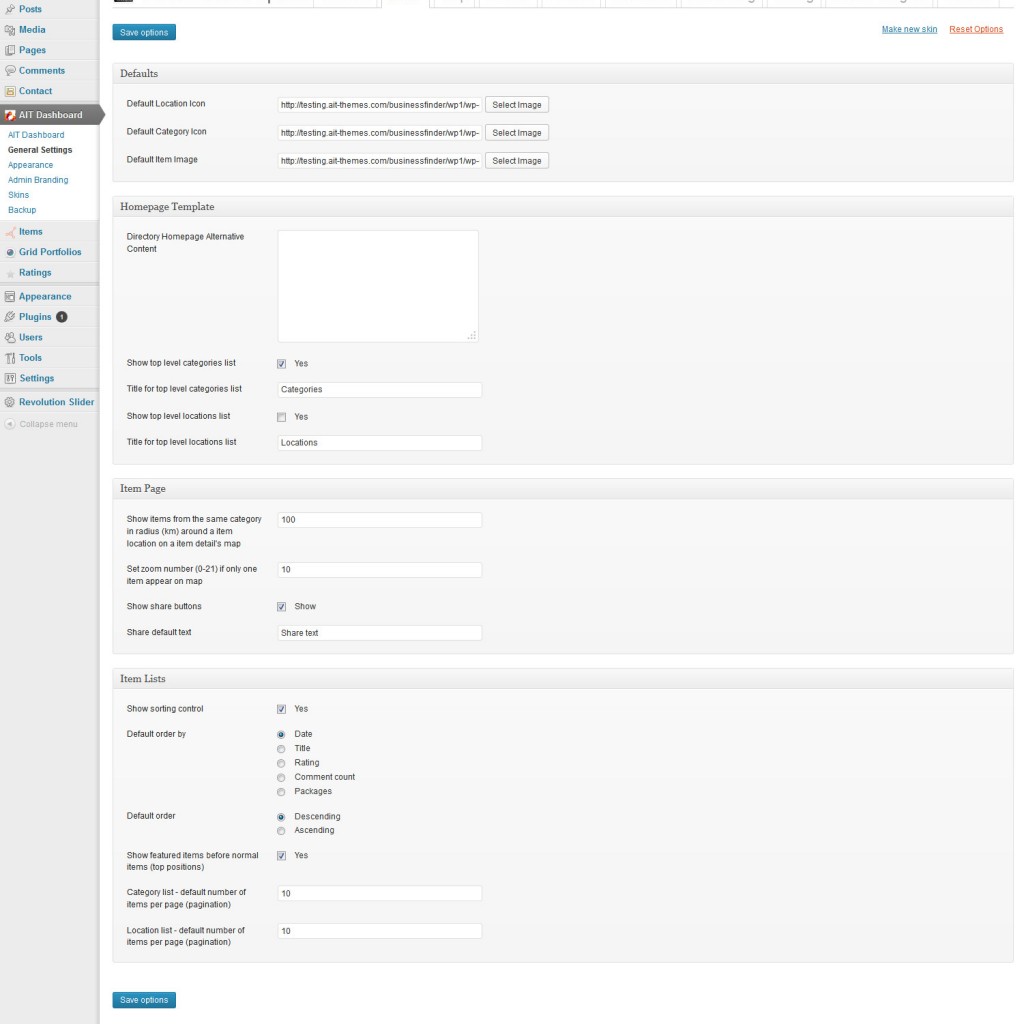 Posts
Media
Pages
Comments
Contact
AIT Dashboard
AIT Dashboard
General Settings
Appearance
Admin Branding
Skins
Backup
Items
Grid Portfolios
Ratings
Appearance
Plugins 1
Users
Tools
Settings
Revolution Slider
Collapse menu
Save options
Make new skin Reset Options
Defaults
Default Location Icon http://testing.ait-themes.com/businessfinder/wp1/wp- Select Image
Default Category Icon http://testing.ait-themes.com/businessfinder/wp1/wp- Select Image
Default Item Image http://testing.ait-themes.com/businessfinder/wp1/wp- Select Image
Homepage Template
Directory Homepage Alternative
Content
Show top level categories list Yes
Title for top level categories list Categories
Show top level locations list Yes
Title for top level locations list Locations
Item Page
Show items from the same category 100
in radius (km) around a item
location on a item detail's map
Set zoom number (0-21) if only one 10
item appear on map
Show share buttons Show
Share default text Share text
Item Lists
Show sorting control Yes
Default order by Date
Title
Rating
Comment count
Packages
Default order Descending
Ascending
Show featured items before normal Yes
items (top positions)
Category list - default number of 10
items per page (pagination)
Location list - default number of 10
items per page (pagination)
Save options